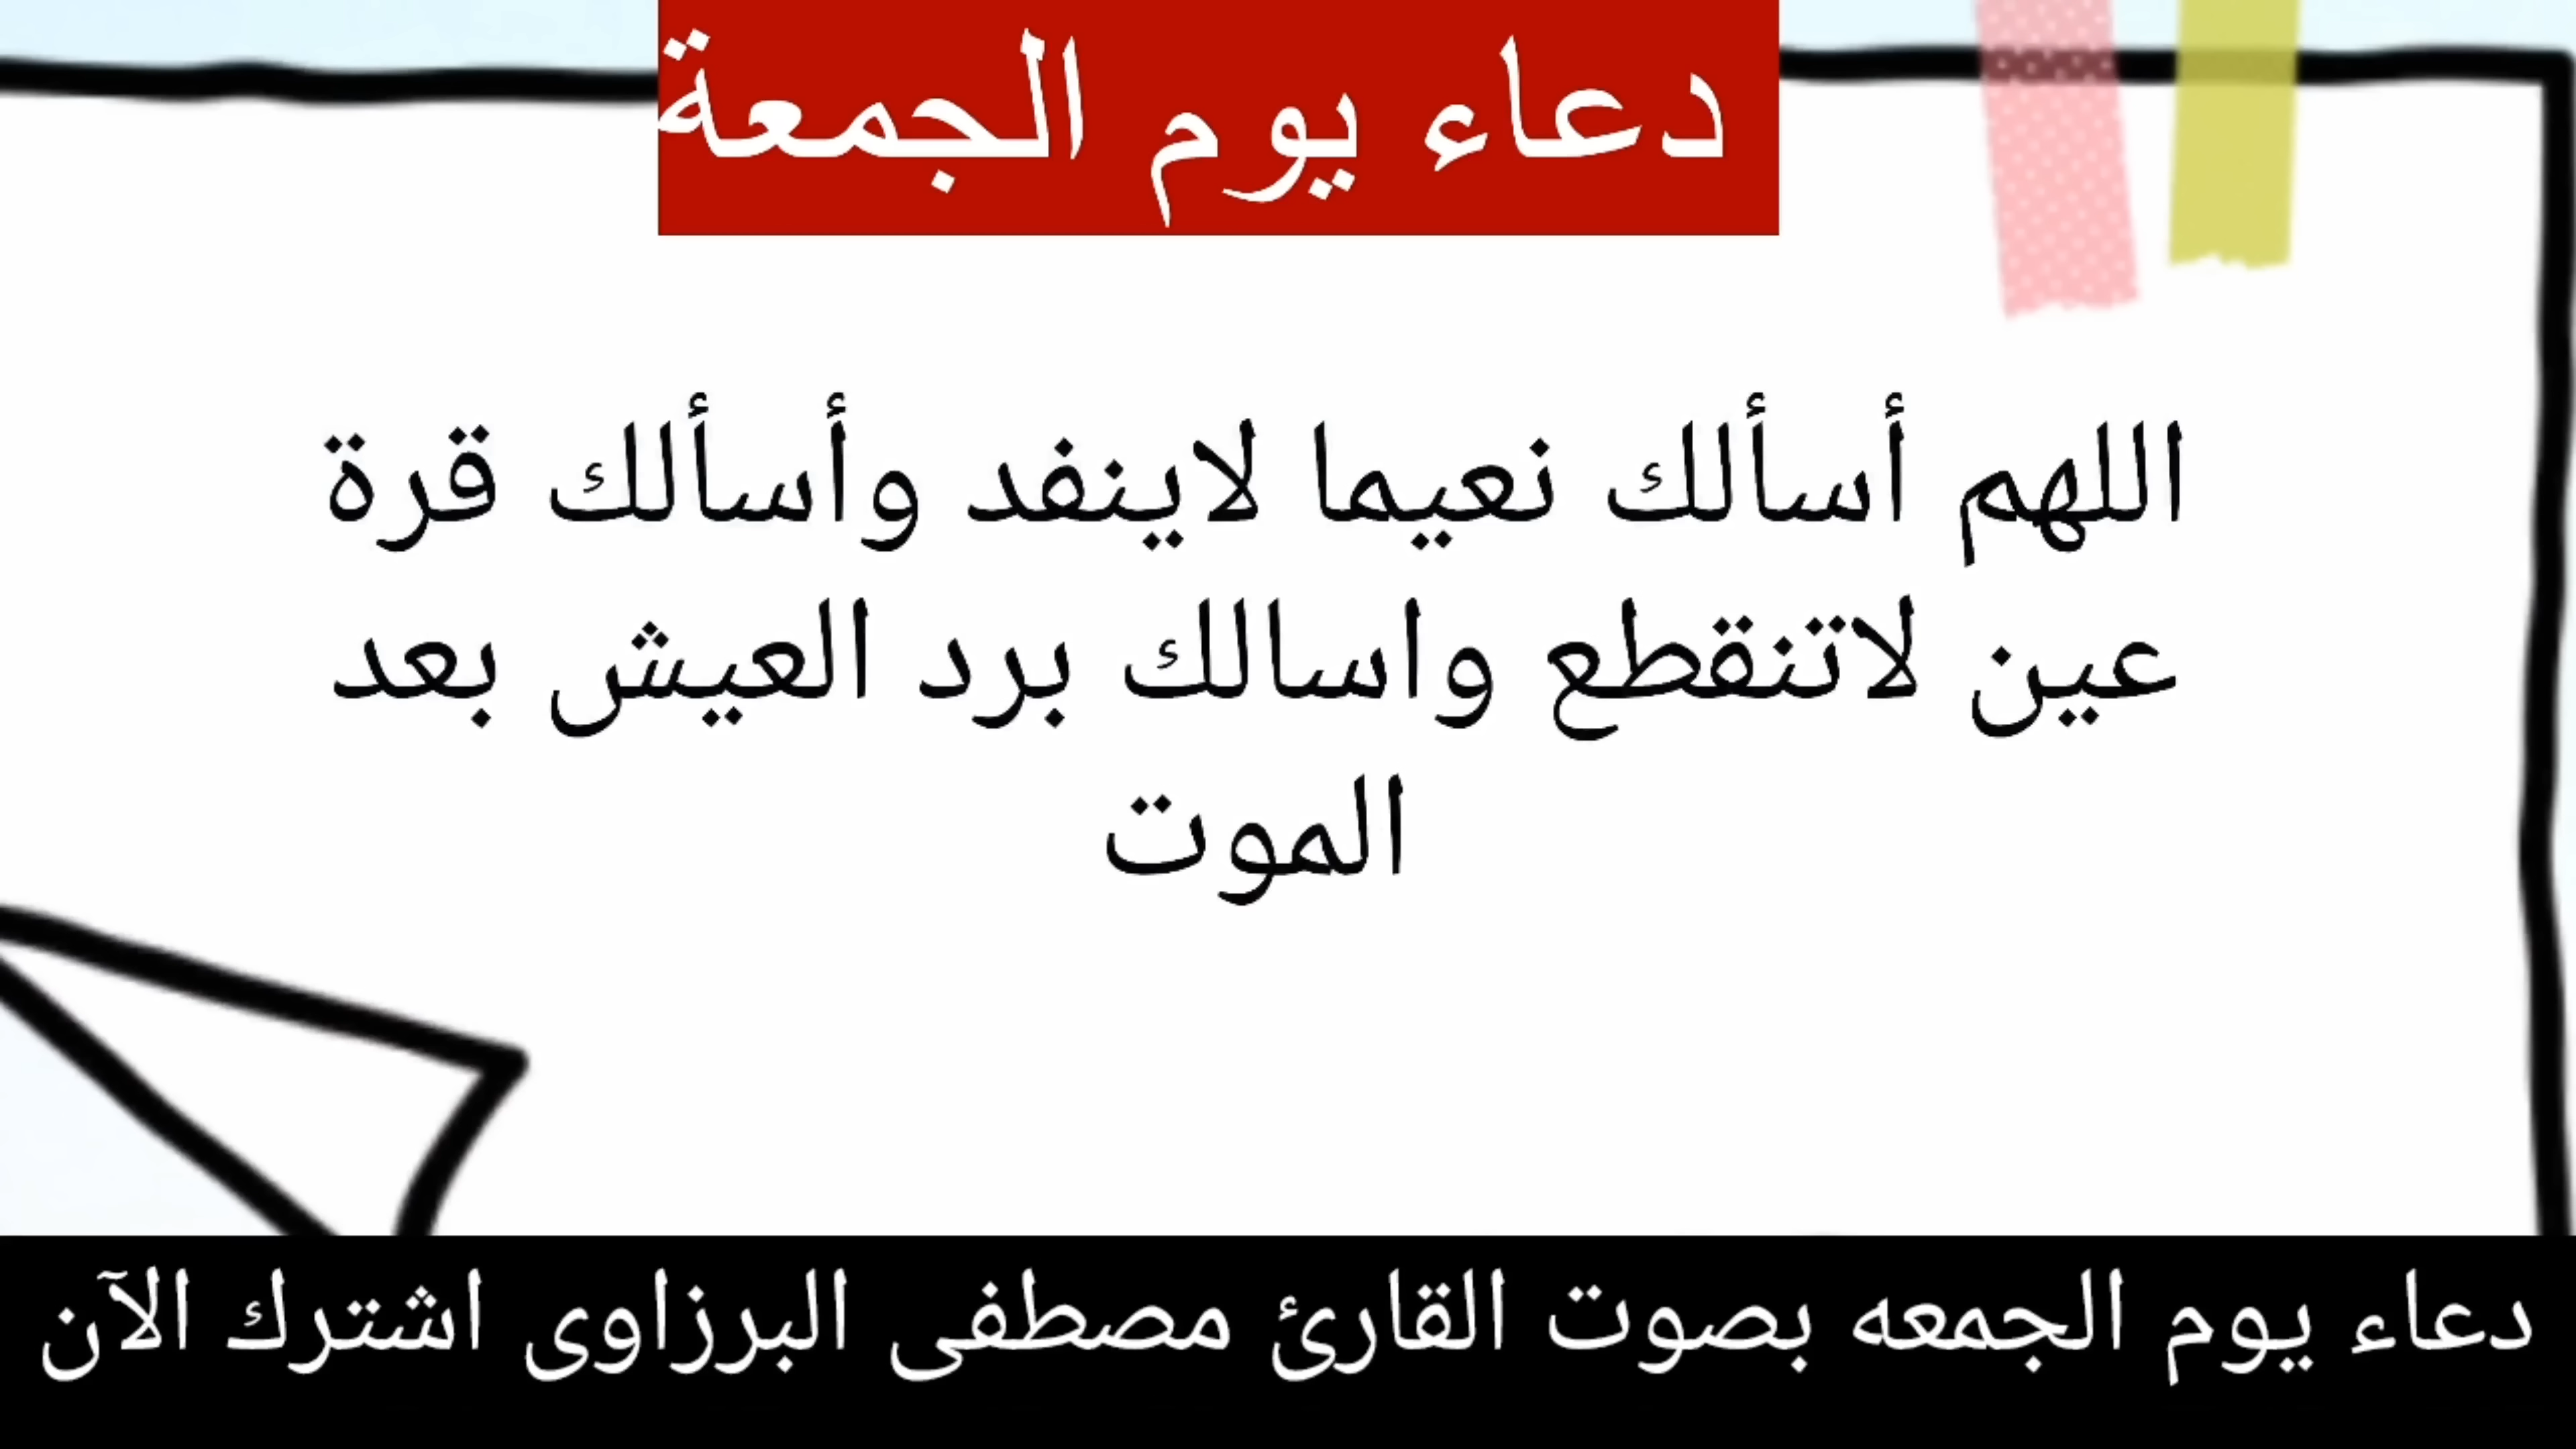 دعاء يوم الجمعة
اللهم أسألك نعيما لاينفد وأسألك قرة
عين لاتنقطع واسالك برد العيش بعد
الموت
دعاء يوم الجمعه بصوت القارئ مصطفى البرزاوى اشترك الآن